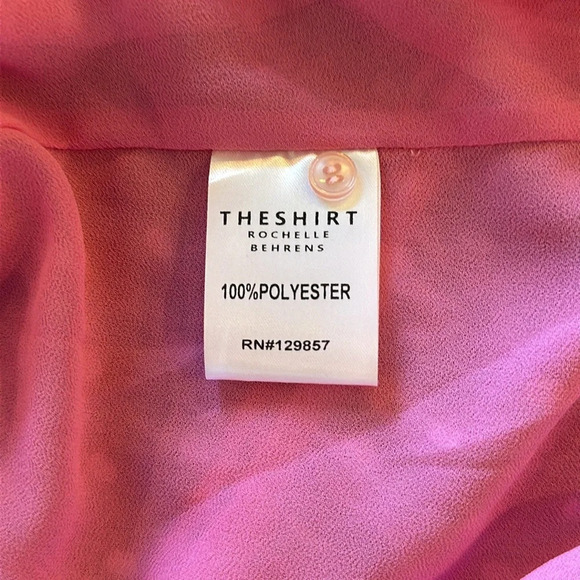 THESHIRT
ROCHELLE
BEHRENS
100%POLYESTER
RN#129857